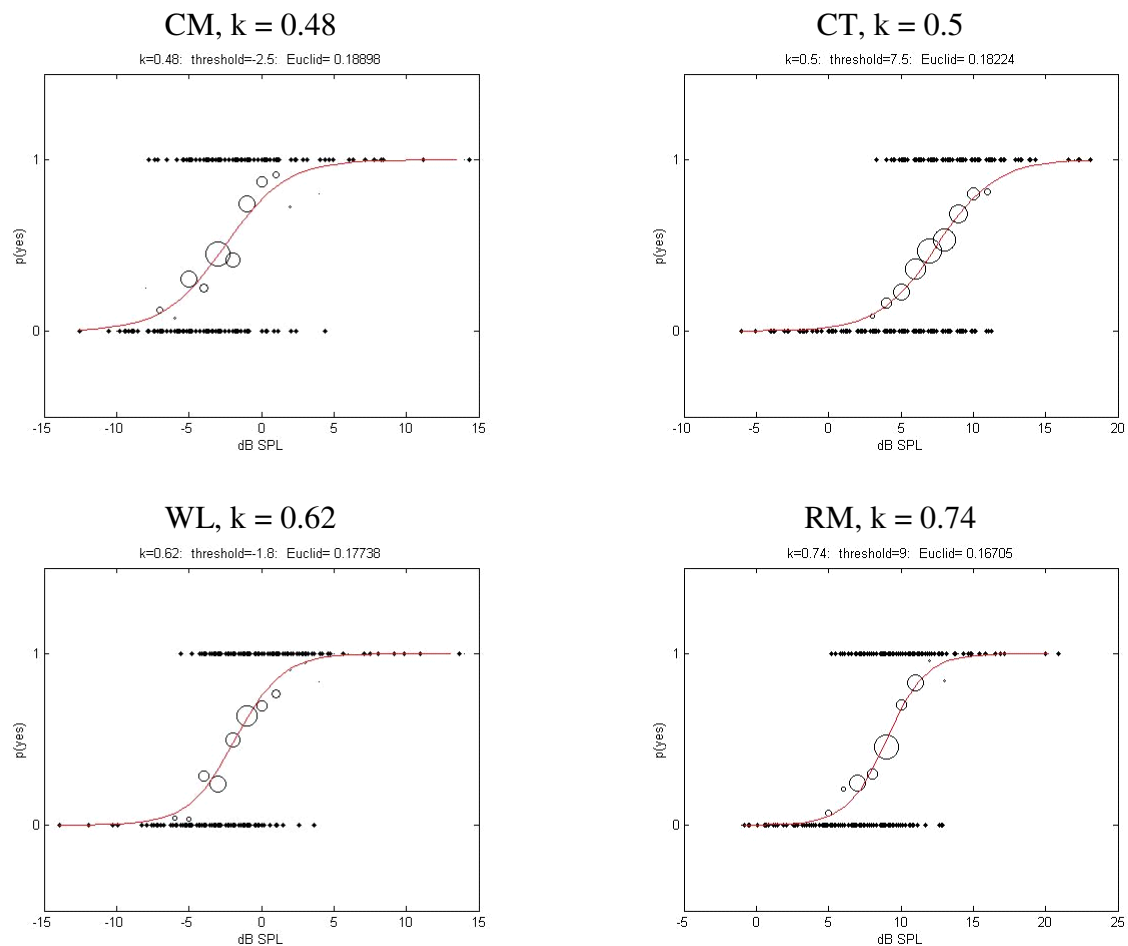 CM, k = 0.48
k=0.48: threshold=-2.5: Euclid= 0.18898
1
0
p(yes)
-15 -10 -5 0 5 10 15
dB SPL
CT, k = 0.5
k=0.5: threshold=7.5: Euclid= 0.18224
1
0
p(yes)
-10 -5 0 5 10 15 20
dB SPL
WL, k = 0.62
k=0.62: threshold=-1.8: Euclid= 0.17738
1
0
p(yes)
-15 -10 -5 0 5 10 15
dB SPL
RM, k = 0.74
k=0.74: threshold=9: Euclid= 0.16705
1
0
p(yes)
-5 0 5 10 15 20 25
dB SPL